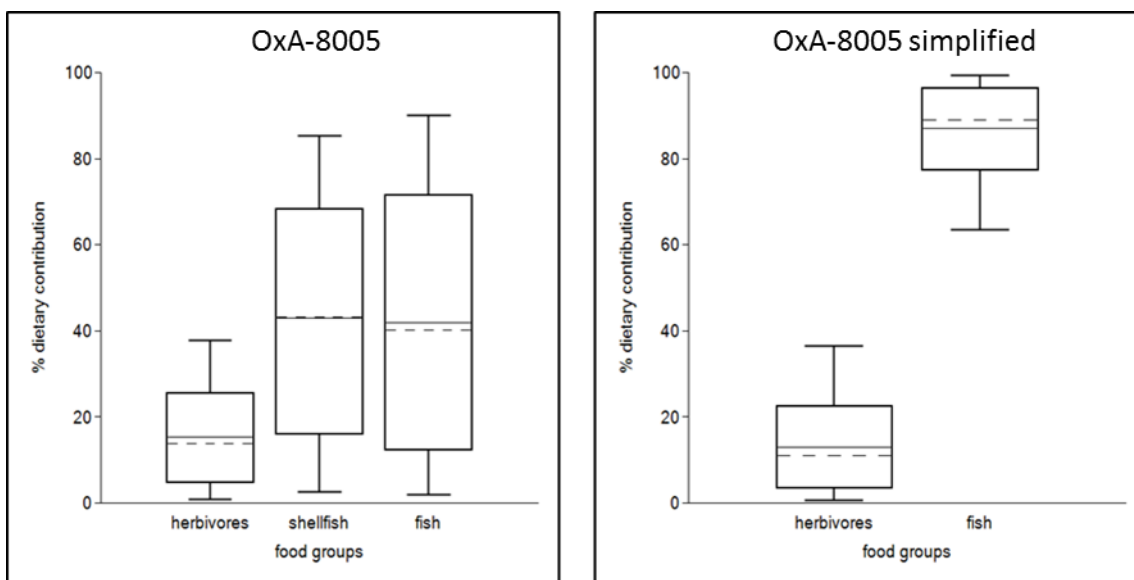 OxA-8005
100
80
60
40
20
0
% dietary contribution
herbivores shellfish fish
food groups
OxA-8005 simplified
100
80
60
40
20
0
% dietary contribution
herbivores fish
food groups